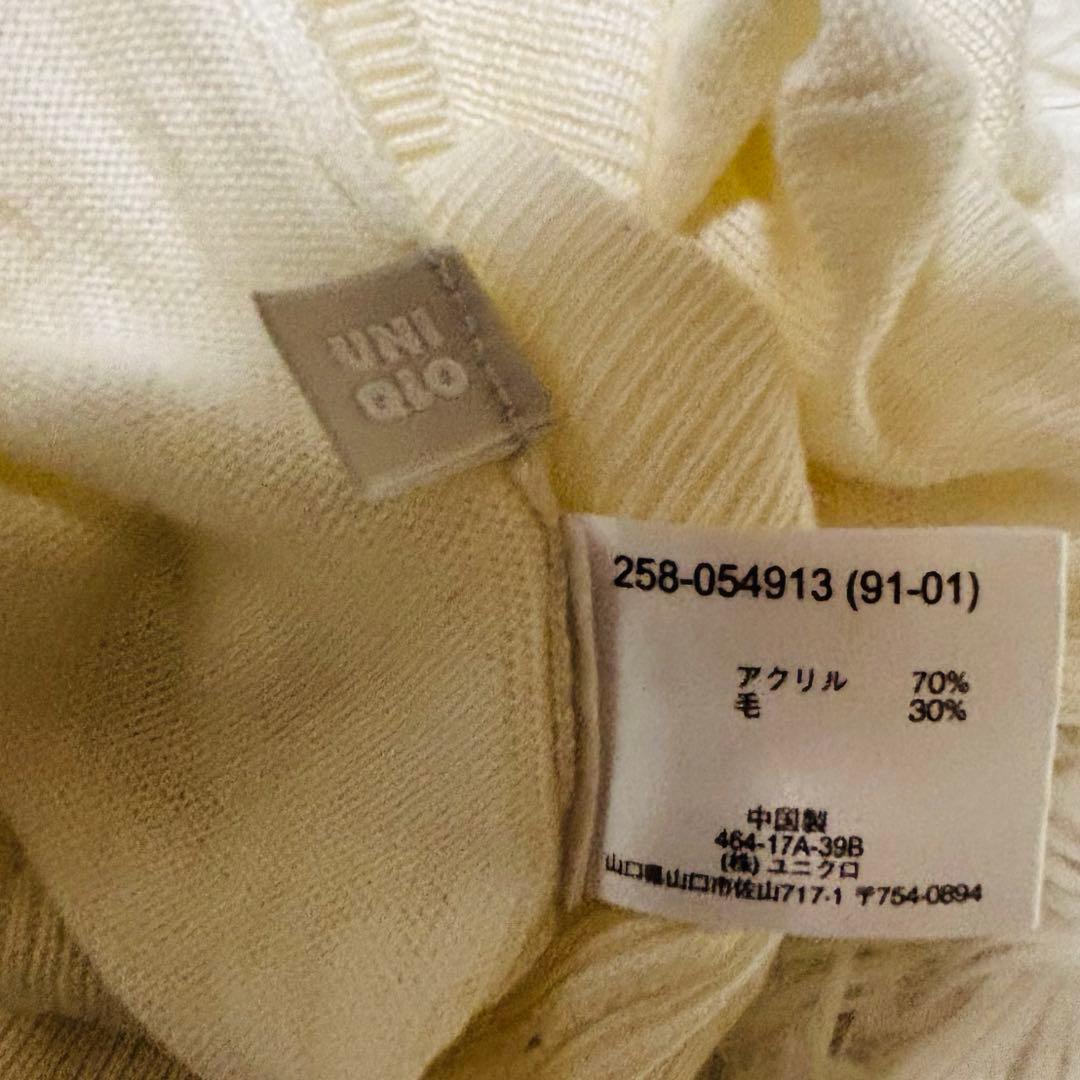 UNI
QLO
258-054913 (91-01)
アクリル 70%
毛 30%
中国製
464-17A-39B
(株) ユニクロ
山口県山口市佐山717-1 〒754-0894